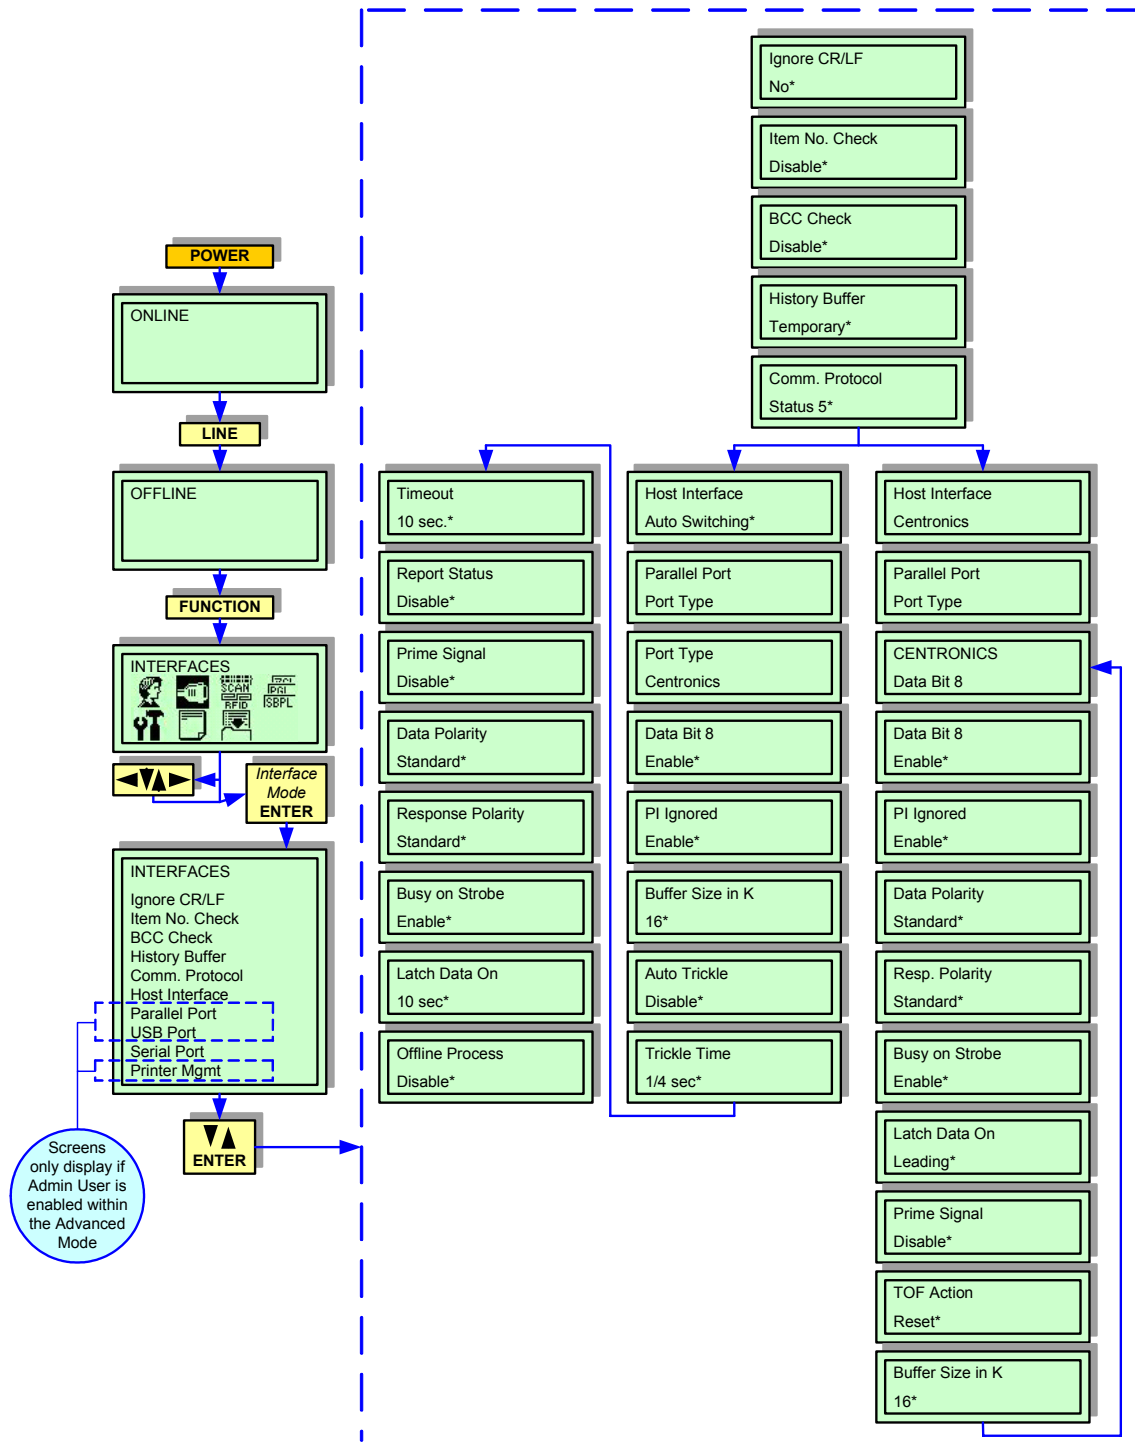 POWER
ONLINE
LINE
OFFLINE
FUNCTION
INTERFACES
SCAN
RFID
PGL
ISBPL
Interface
Mode
ENTER
INTERFACES
Ignore CR/LF
Item No. Check
BCC Check
History Buffer
Comm. Protocol
Host Interface
Parallel Port
USB Port
Serial Port
Printer Mgmt
ENTER
Screens
only display if
Admin User is
enabled within
the Advanced
Mode
Ignore CR/LF
No*
Item No. Check
Disable*
BCC Check
Disable*
History Buffer
Temporary*
Comm. Protocol
Status 5*
Timeout
10 sec.*
Report Status
Disable*
Prime Signal
Disable*
Data Polarity
Standard*
Response Polarity
Standard*
Busy on Strobe
Enable*
Latch Data On
10 sec*
Offline Process
Disable*
Host Interface
Auto Switching*
Parallel Port
Port Type
Port Type
Centronics
Data Bit 8
Enable*
PI Ignored
Enable*
Buffer Size in K
16*
Auto Trickle
Disable*
Trickle Time
1/4 sec*
Host Interface
Centronics
Parallel Port
Port Type
CENTRONICS
Data Bit 8
Data Bit 8
Enable*
PI Ignored
Enable*
Data Polarity
Standard*
Resp. Polarity
Standard*
Busy on Strobe
Enable*
Latch Data On
Leading*
Prime Signal
Disable*
TOF Action
Reset*
Buffer Size in K
16*